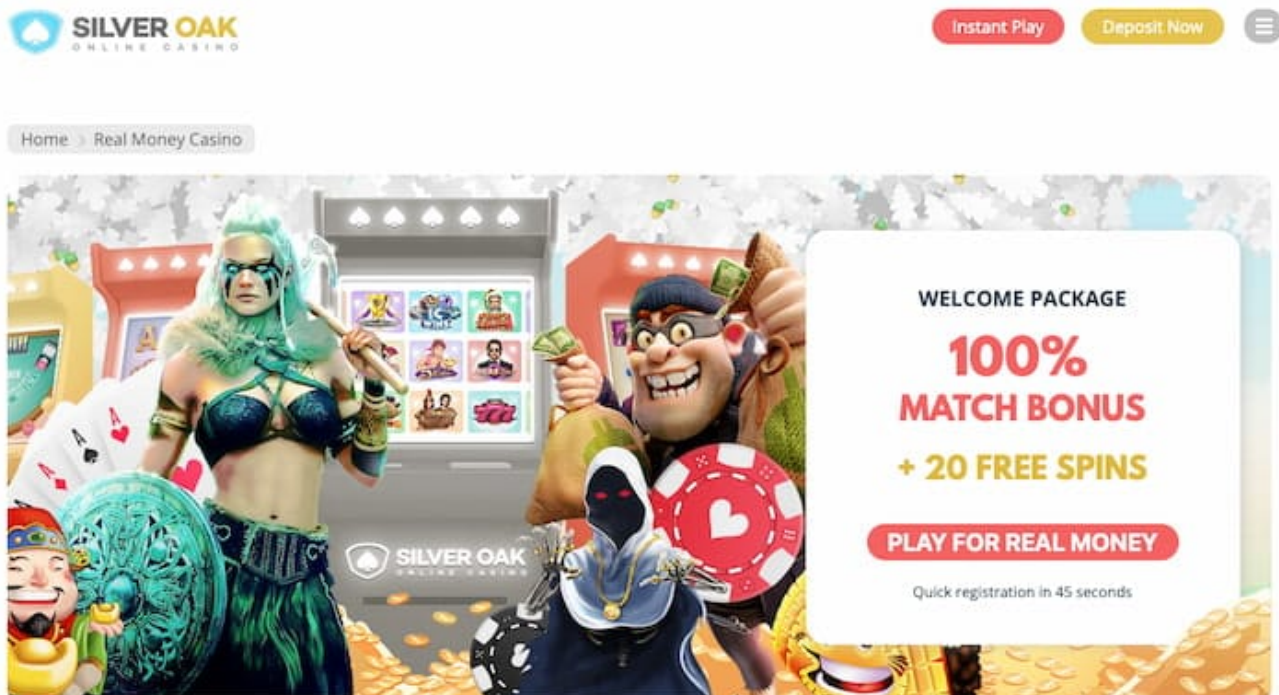 SILVER OAK
ONLINE CASINO
Instant Play
Deposit Now
Home > Real Money Casino
WELCOME PACKAGE
100%
MATCH BONUS
+ 20 FREE SPINS
PLAY FOR REAL MONEY
Quick registration in 45 seconds
A
A
A
SILVER OAK
ONLINE CASINO